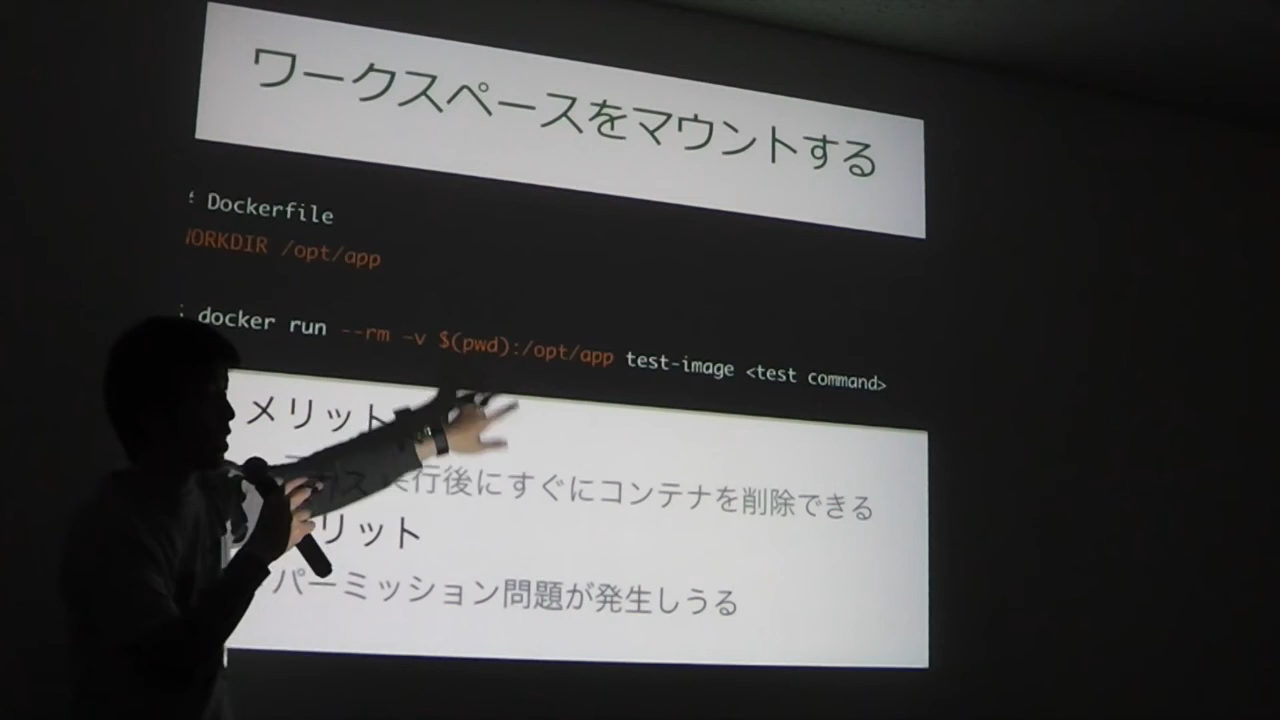 ワークスペースをマウントする
Dockerfile
WORKDIR /opt/app
docker run --rm -v $(pwd):/opt/app test-image <test command>
メリット
行後にすぐにコンテナを削除できる
リット
パーミッション問題が発生しうる